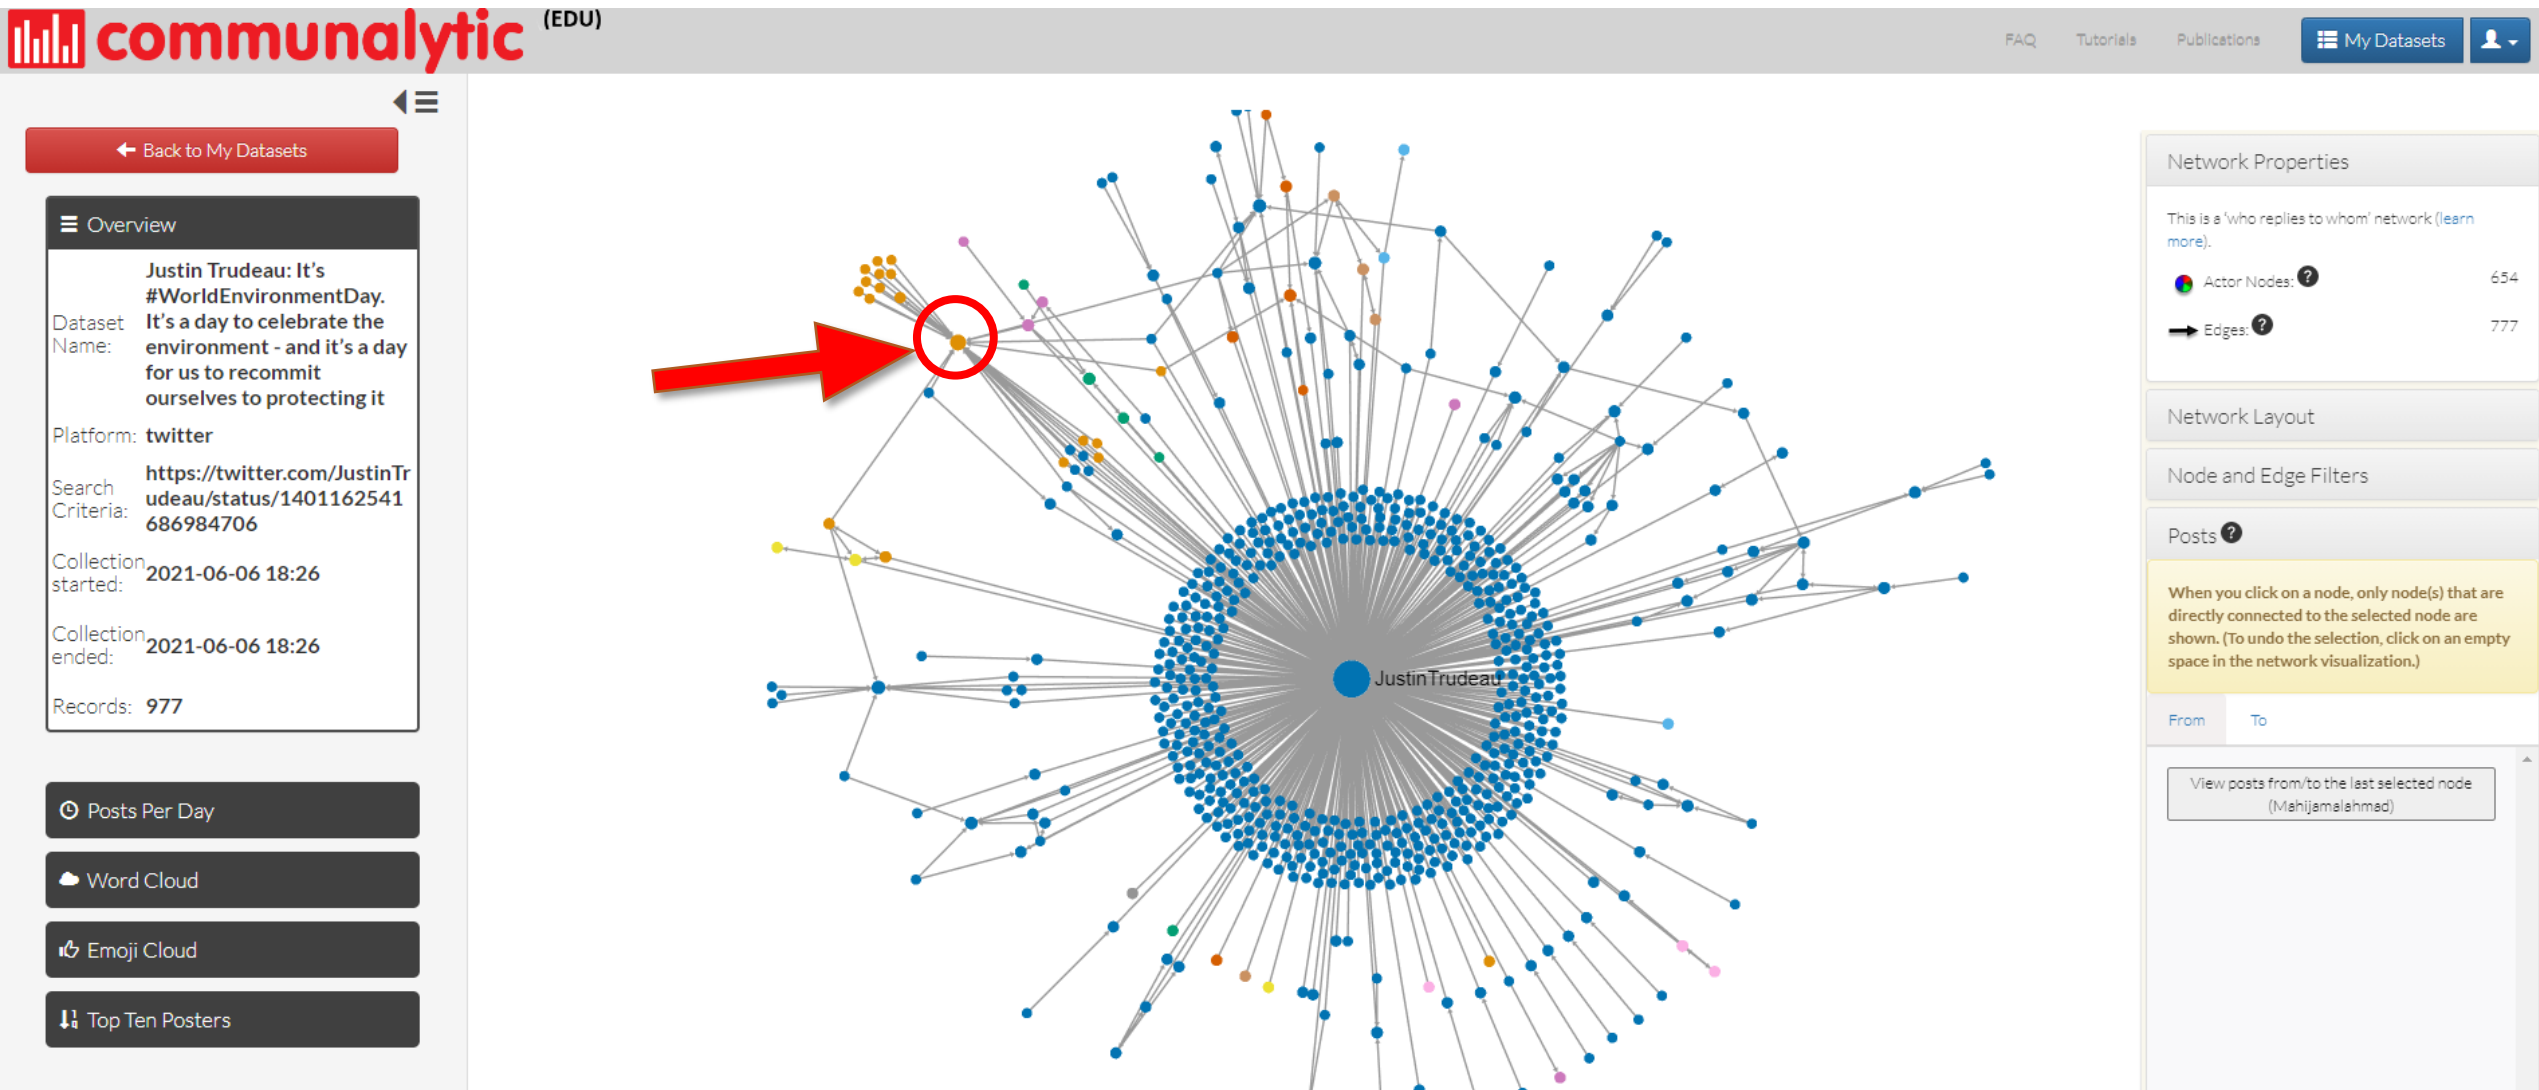 communalytic (EDU)
FAQ Tutorials Publications My Datasets
Back to My Datasets
Overview
Dataset Name: Justin Trudeau: It’s
#WorldEnvironmentDay.
It’s a day to celebrate the
environment - and it’s a day
for us to recommit
ourselves to protecting it
Platform: twitter
Search Criteria: https://twitter.com/JustinTr
udeau/status/1401162541
686984706
Collection started: 2021-06-06 18:26
Collection ended: 2021-06-06 18:26
Records: 977
Posts Per Day
Word Cloud
Emoji Cloud
Top Ten Posters
JustinTrudeau
Network Properties
This is a ‘who replies to whom’ network (learn
more).
Actor Nodes: ? 654
Edges: ? 777
Network Layout
Node and Edge Filters
Posts ?
When you click on a node, only node(s) that are
directly connected to the selected node are
shown. (To undo the selection, click on an empty
space in the network visualization.)
From To
View posts from/to the last selected node
(Mahijamalahmad)